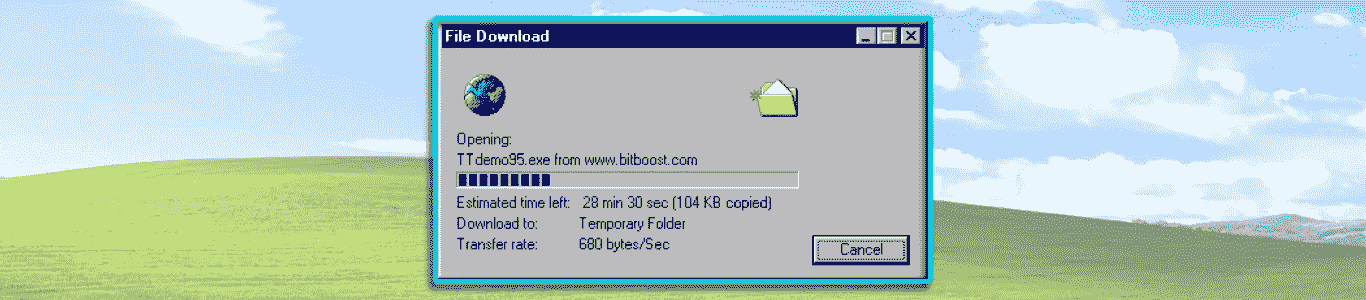 File Download
Opening:
TTdemo95.exe from www.bitboost.com
Estimated time left: 28 min 30 sec (104 KB copied)
Download to: Temporary Folder
Transfer rate: 680 bytes/Sec
Cancel